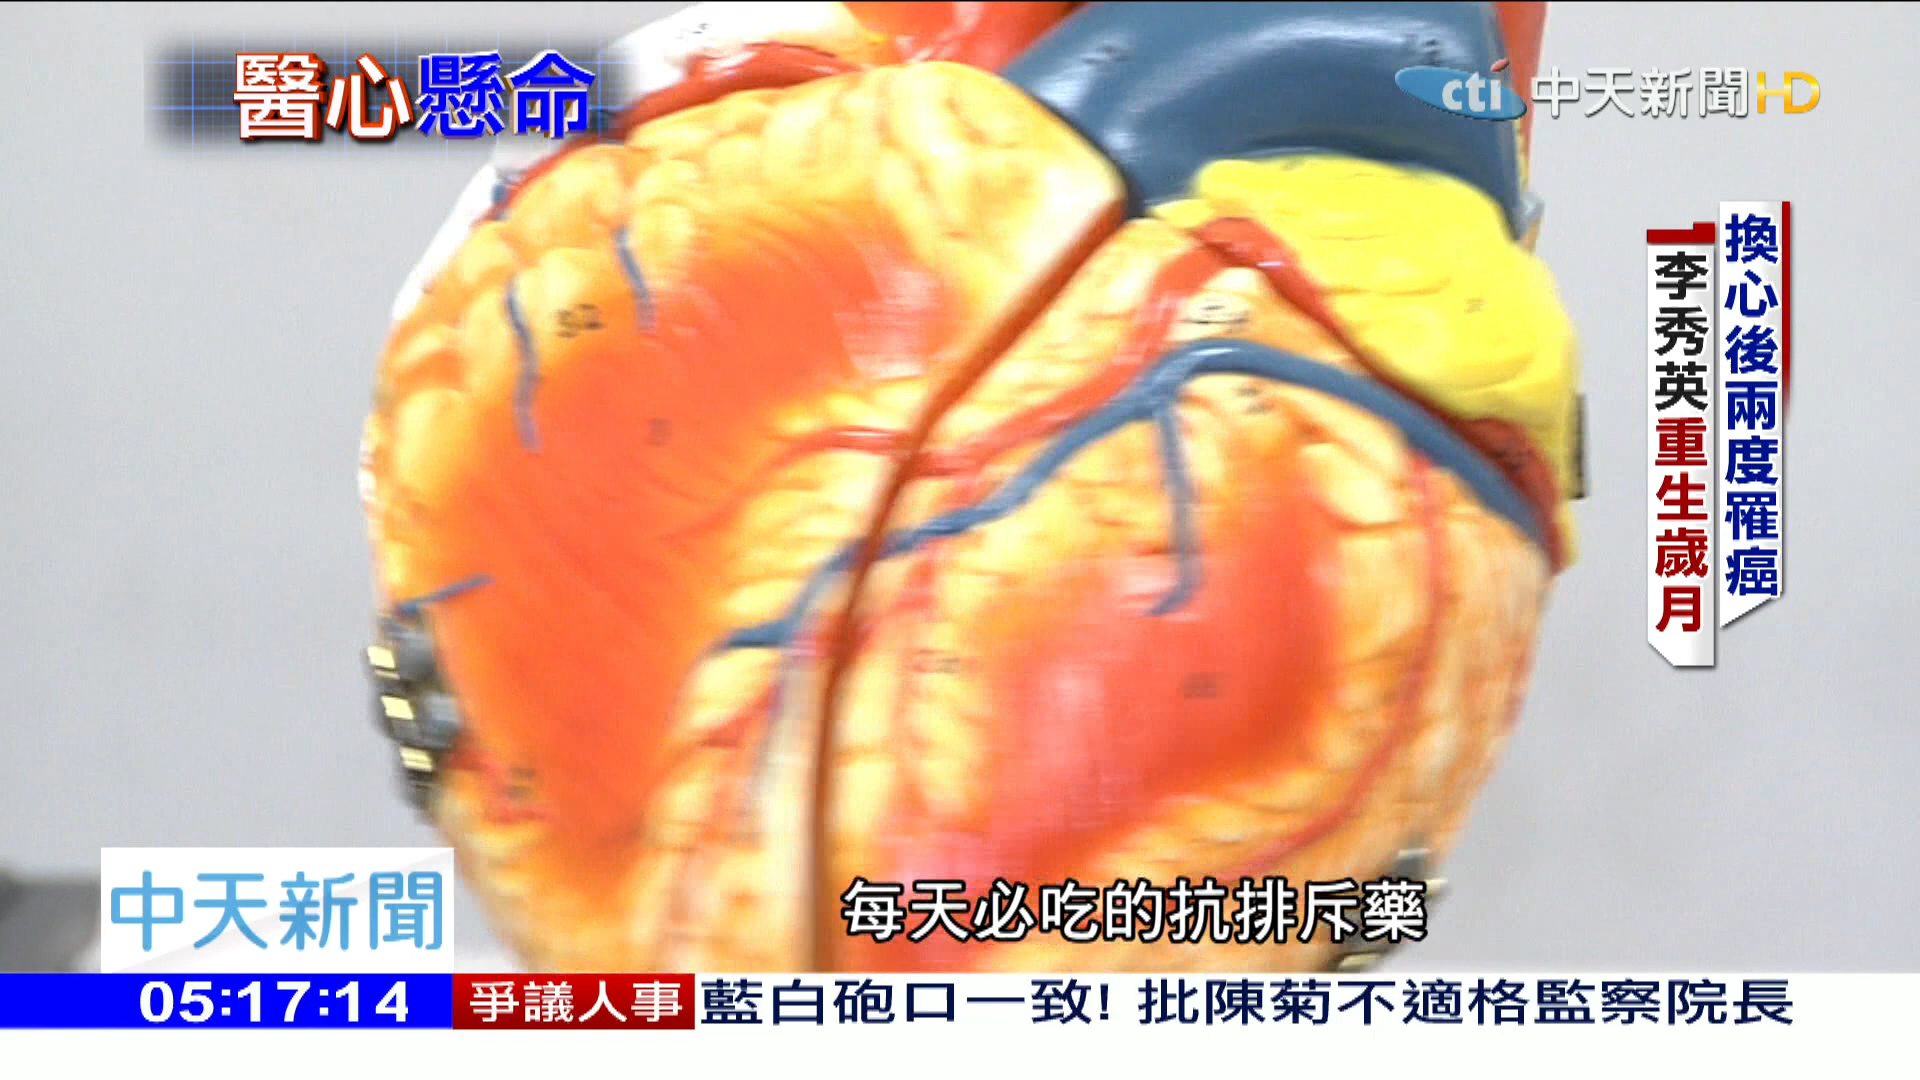 醫心懸命
cti 中天新聞HD
換心後兩度罹癌
李秀英重生歲月
52
每天必吃的抗排斥藥
中天新聞
05:17:14 爭議人事 藍白砲口一致! 批陳菊不適格監察院長